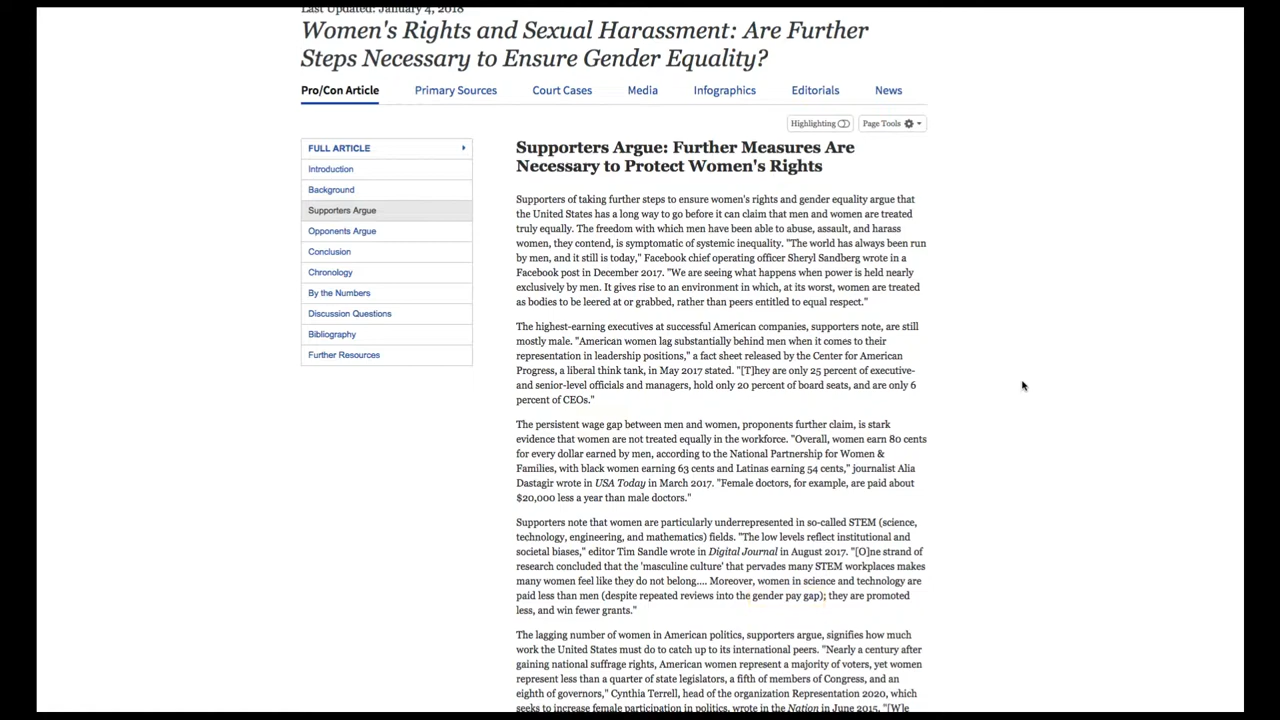 Last Updated: January 4, 2018
Women's Rights and Sexual Harassment: Are Further
Steps Necessary to Ensure Gender Equality?
Pro/Con Article
Primary Sources
Court Cases
Media
Infographics
Editorials
News
Highlighting
Page Tools
FULL ARTICLE
Introduction
Background
Supporters Argue
Opponents Argue
Conclusion
Chronology
By the Numbers
Discussion Questions
Bibliography
Further Resources
Supporters Argue: Further Measures Are
Necessary to Protect Women's Rights
Supporters of taking further steps to ensure women's rights and gender equality argue that
the United States has a long way to go before it can claim that men and women are treated
truly equally. The freedom with which men have been able to abuse, assault, and harass
women, they contend, is symptomatic of systemic inequality. "The world has always been run
by men, and it still is today," Facebook chief operating officer Sheryl Sandberg wrote in a
Facebook post in December 2017. "We are seeing what happens when power is held nearly
exclusively by men. It gives rise to an environment in which, at its worst, women are treated
as bodies to be leered at or grabbed, rather than peers entitled to equal respect."
The highest-earning executives at successful American companies, supporters note, are still
mostly male. "American women lag substantially behind men when it comes to their
representation in leadership positions," a fact sheet released by the Center for American
Progress, a liberal think tank, in May 2017 stated. "[T]hey are only 25 percent of executive-
and senior-level officials and managers, hold only 20 percent of board seats, and are only 6
percent of CEOs."
The persistent wage gap between men and women, proponents further claim, is stark
evidence that women are not treated equally in the workforce. "Overall, women earn 80 cents
for every dollar earned by men, according to the National Partnership for Women &
Families, with black women earning 63 cents and Latinas earning 54 cents," journalist Alia
Dastagir wrote in USA Today in March 2017. "Female doctors, for example, are paid about
$20,000 less a year than male doctors."
Supporters note that women are particularly underrepresented in so-called STEM (science,
technology, engineering, and mathematics) fields. "The low levels reflect institutional and
societal biases," editor Tim Sandle wrote in Digital Journal in August 2017. "[O]ne strand of
research concluded that the 'masculine culture' that pervades many STEM workplaces makes
many women feel like they do not belong.... Moreover, women in science and technology are
paid less than men (despite repeated reviews into the gender pay gap); they are promoted
less, and win fewer grants."
The lagging number of women in American politics, supporters argue, signifies how much
work the United States must do to catch up to its international peers. "Nearly a century after
gaining national suffrage rights, American women represent a majority of voters, yet women
represent less than a quarter of state legislators, a fifth of members of Congress, and an
eighth of governors," Cynthia Terrell, head of the organization Representation 2020, which
seeks to increase female participation in politics, wrote in the Nation in June 2015. "[W]e